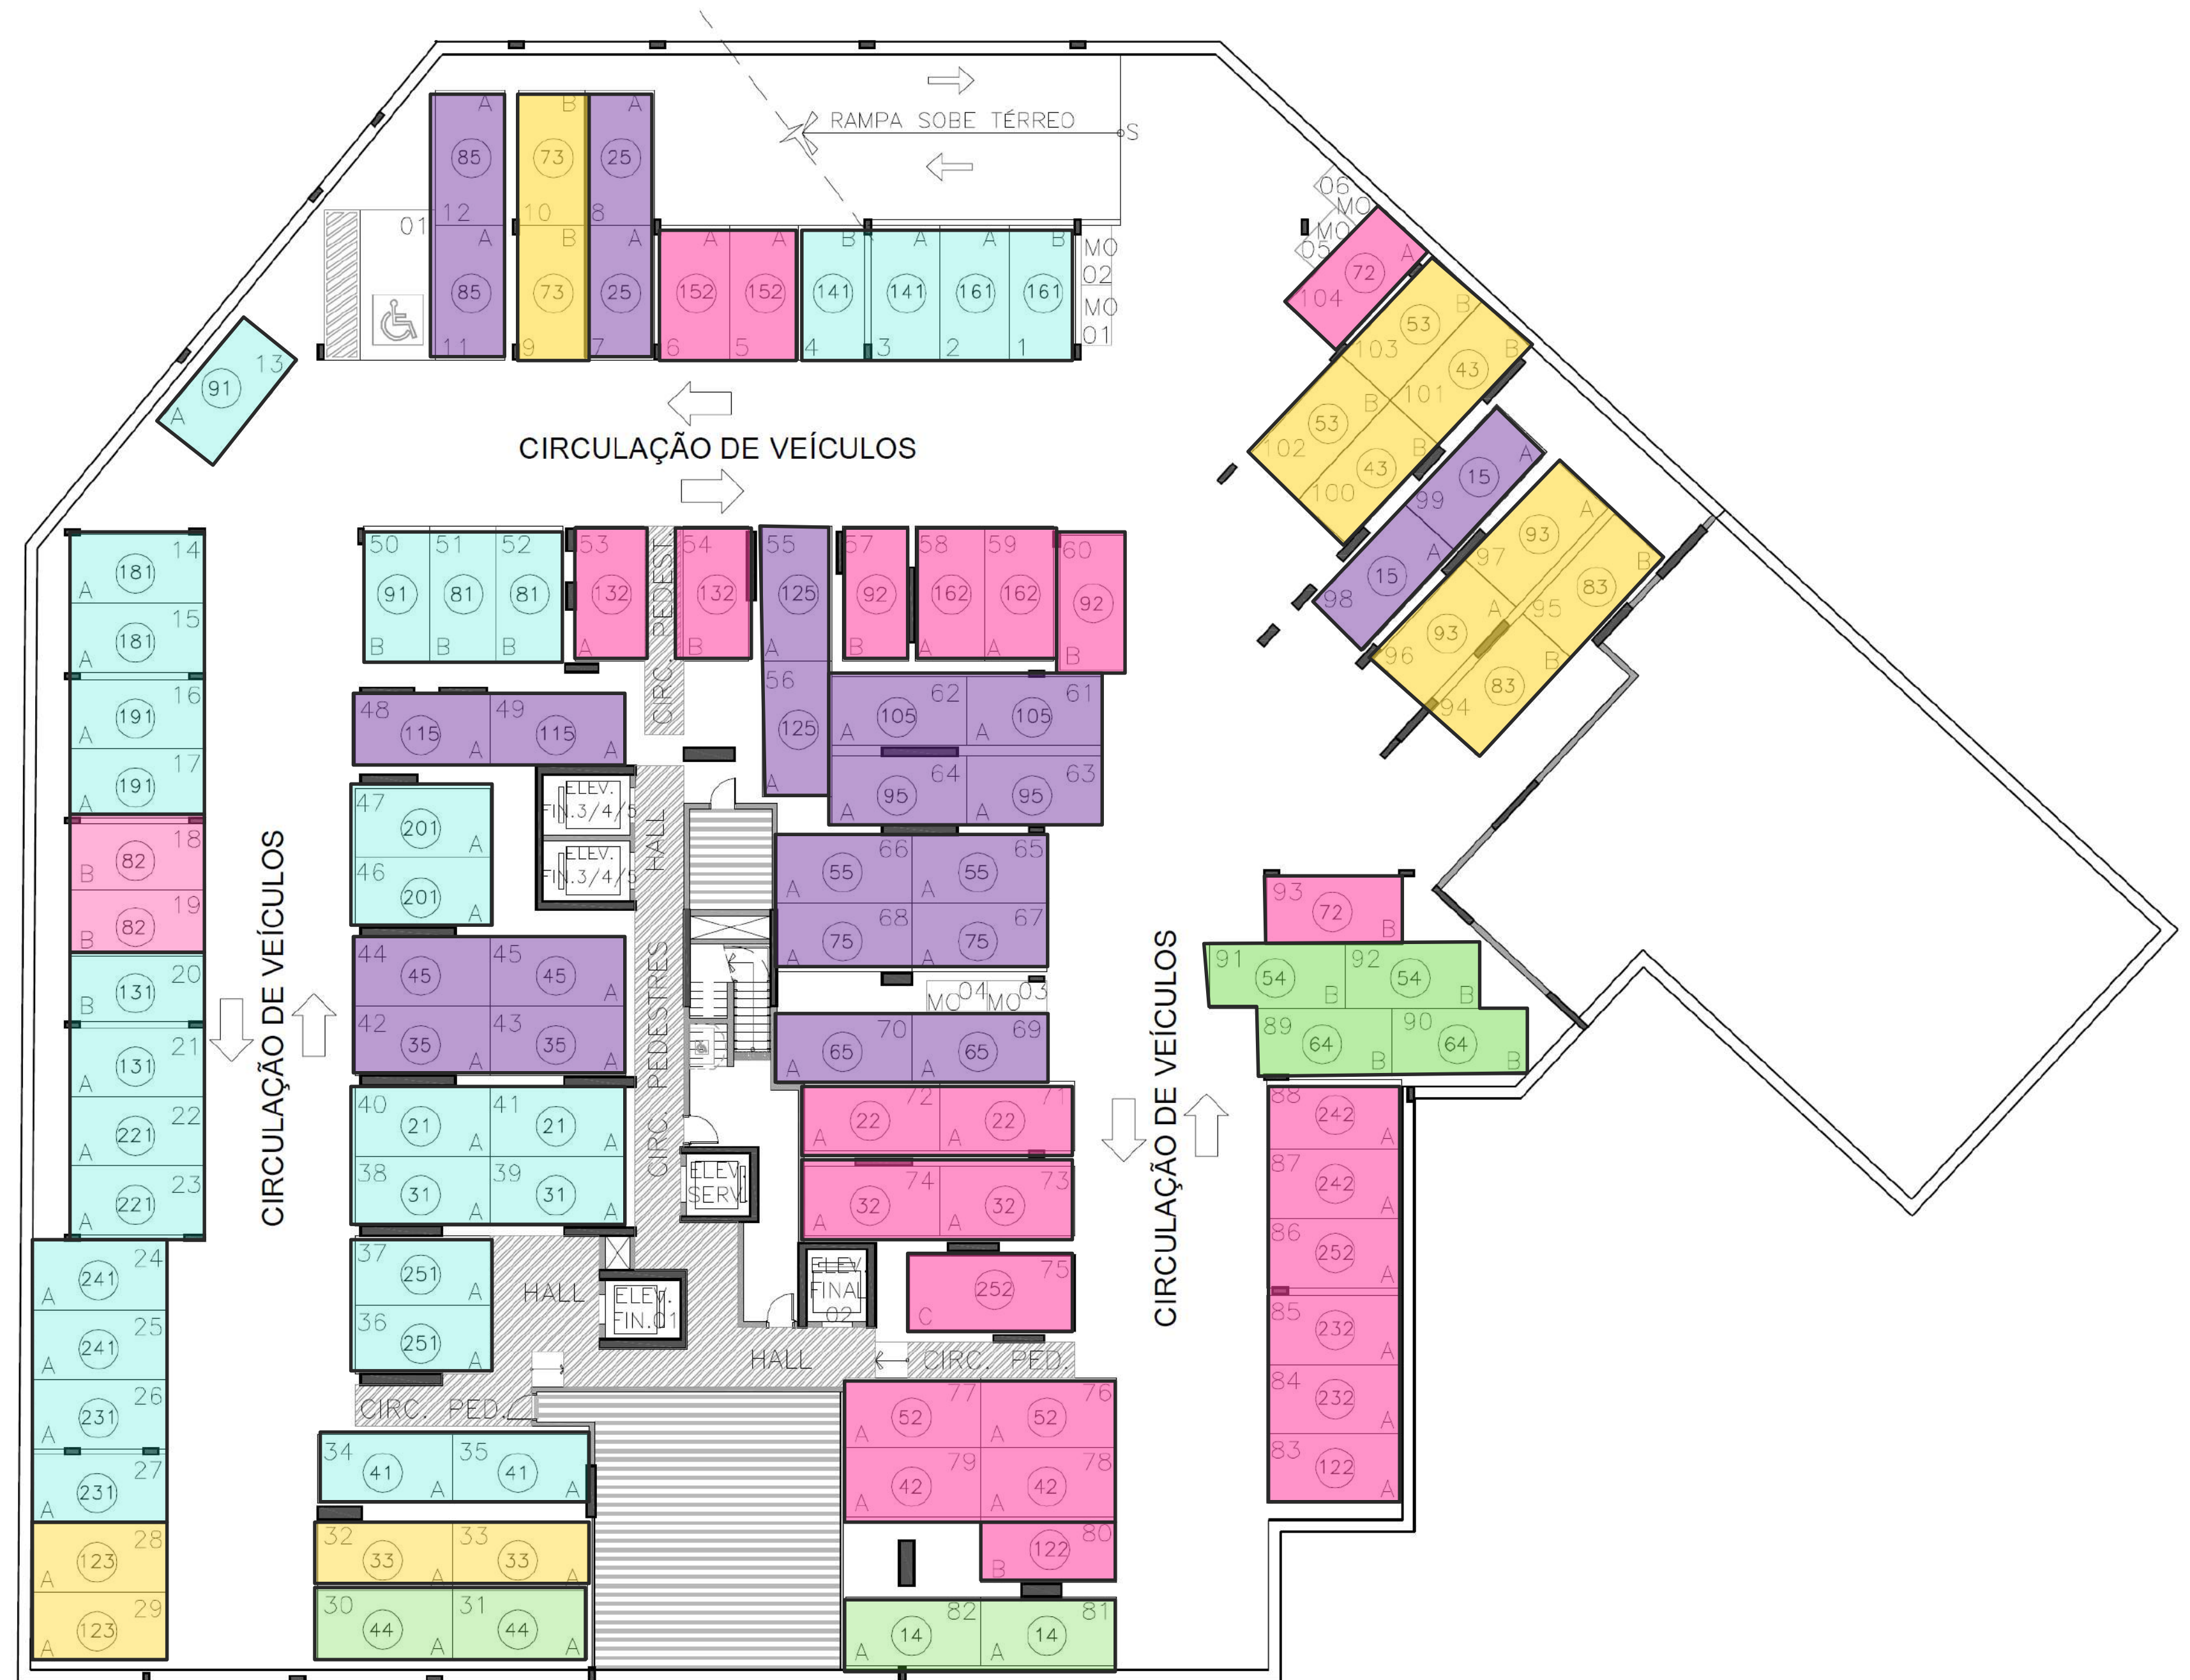 RAMPA SOBE TÉRREO
S
A B A
85 73 25
12 10 8
01 A B A A A B A A B
85 73 25 152 152 141 141 161 161
11 9 7 6 5 4 3 2 1
MO
02
MO
01
06
MO
MO
05
A
72
104
B
53
103
B
43
101
B
53
102
B
43
100
A
15
99
A
15
98
A
93
97
B
83
95
A
93
96
B
83
94
13
91
A
CIRCULAÇÃO DE VEÍCULOS
14
181
A
15
181
A
16
191
A
17
191
A
18
82
B
19
82
B
20
131
B
21
131
A
22
221
A
23
221
A
24
241
A
25
241
A
26
231
A
27
231
A
28
123
A
29
123
A
CIRCULAÇÃO DE VEÍCULOS
50 51 52 53 54 55 57 58 59 60
91 81 81 132 132 125 92 162 162 92
B B B A B A B A A B
CIRC. PEDEST.
56
125
A
62 61
105 105
A A
64 63
95 95
A A
48 49
115 115
A A
47
201
A
46
201
A
ELEV.
FIN.3/4/5
ELEV.
FIN.3/4/5
HALL
CIRC. PEDESTRES
66 65
55 55
A A
68 67
75 75
A A
MO 04 MO 03
70 69
65 65
A A
44 45
45 45
A
42 43
35 35
A A
40 41
21 21
A A
38 39
31 31
A A
37
251
A
36
251
A
72 71
22 22
A A
74 73
32 32
A A
75
252
C
ELEV.
SERV.
HALL
ELEV.
FIN.01
ELEV.
FINAL
02
HALL
CIRC. PED.
CIRC. PED.
34 35
41 41
A A
32 33
33 33
A A
30 31
44 44
A A
77 76
52 52
A A
79 78
42 42
A A
80
122
B
82 81
14 14
A A
CIRCULAÇÃO DE VEÍCULOS
93
72
B
91 92
54 54
B B
89 90
64 64
B B
88
242
A
87
242
A
86
252
A
85
232
A
84
232
A
83
122
A